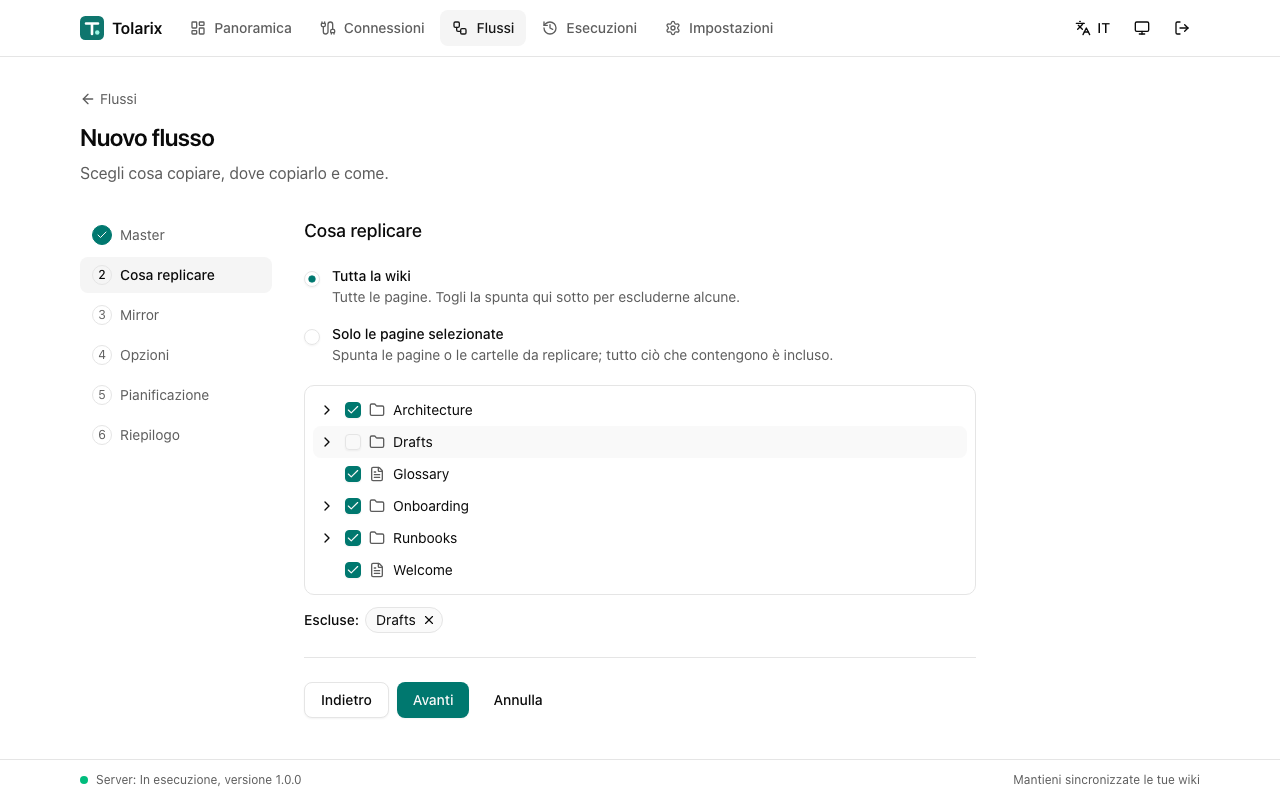 Tolarix
Panoramica
Connessioni
Flussi
Esecuzioni
Impostazioni
IT
Flussi
Nuovo flusso
Scegli cosa copiare, dove copiarlo e come.
Master
2 Cosa replicare
3 Mirror
4 Opzioni
5 Pianificazione
6 Riepilogo
Cosa replicare
Tutta la wiki
Tutte le pagine. Togli la spunta qui sotto per escluderne alcune.
Solo le pagine selezionate
Spunta le pagine o le cartelle da replicare; tutto ciò che contengono è incluso.
Architecture
Drafts
Glossary
Onboarding
Runbooks
Welcome
Escluse: Drafts
Indietro
Avanti
Annulla
Server: In esecuzione, versione 1.0.0
Mantieni sincronizzate le tue wiki